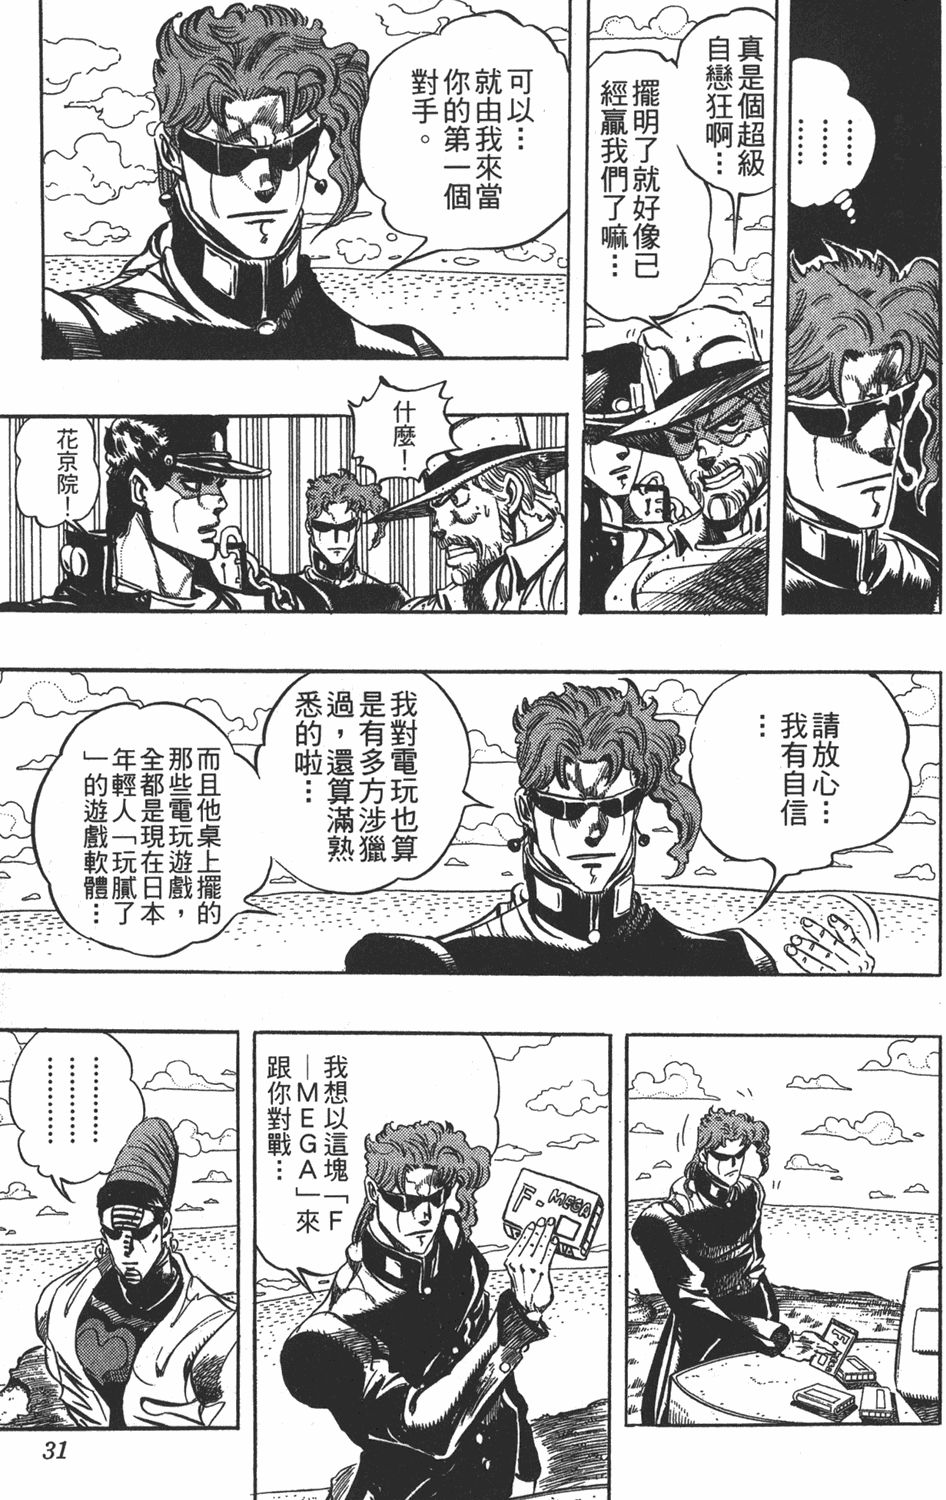 ………
………
真是個超級
自戀狂啊…
擺明了就好像已
經贏我們了嘛…
可以…
就由我來當
你的第一個
對手。
什麼！
花京院！
請放心…
我有自信
…
我對電玩也算
是有多方涉獵
過，還算滿熟
悉的啦…
而且他桌上擺的
那些電玩遊戲，
全都是現在日本
年輕人「玩膩了
」的遊戲軟體…
我想以這塊「F
—MEGA」來
跟你對戰…
F-MEGA
…………
…………
31